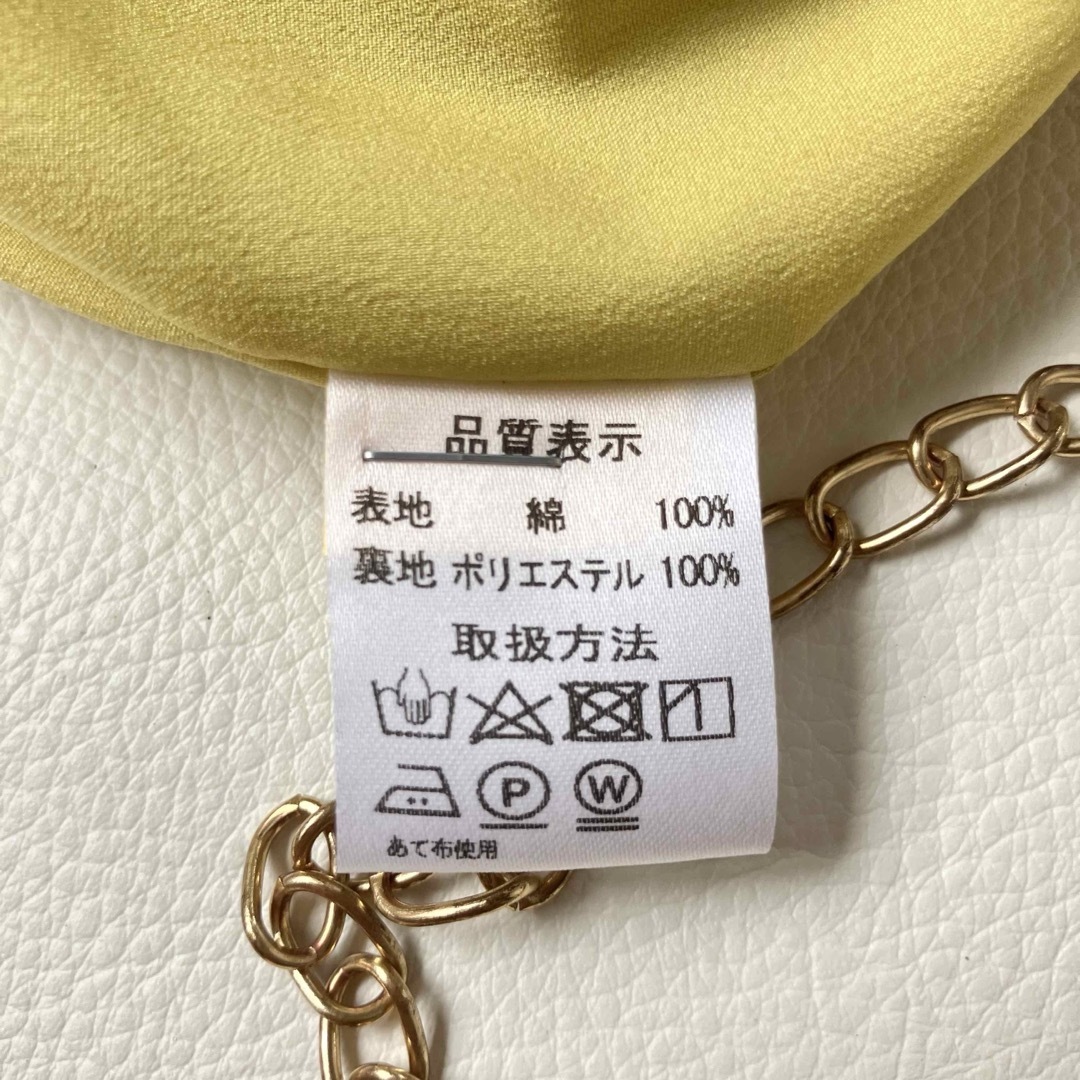 品質表示
表地 綿 100%
裏地 ポリエステル 100%
取扱方法
P W
あて布使用